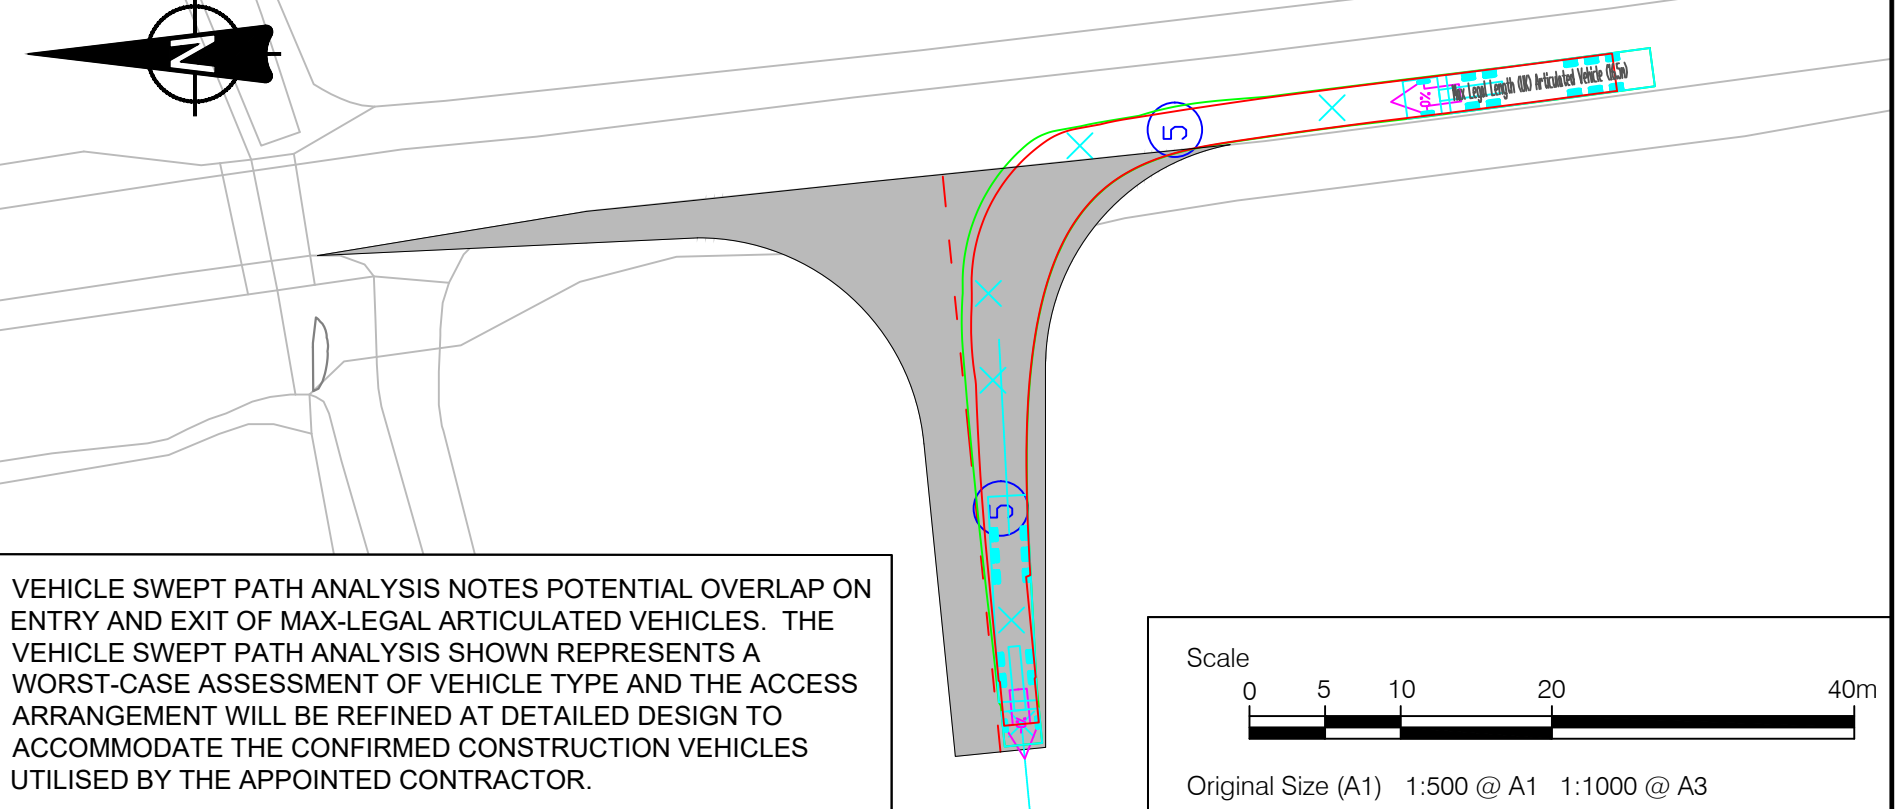 N
Max Legal Length (UK) Articulated Vehicle (16.5m)
5
5
VEHICLE SWEPT PATH ANALYSIS NOTES POTENTIAL OVERLAP ON
ENTRY AND EXIT OF MAX-LEGAL ARTICULATED VEHICLES. THE
VEHICLE SWEPT PATH ANALYSIS SHOWN REPRESENTS A
WORST-CASE ASSESSMENT OF VEHICLE TYPE AND THE ACCESS
ARRANGEMENT WILL BE REFINED AT DETAILED DESIGN TO
ACCOMMODATE THE CONFIRMED CONSTRUCTION VEHICLES
UTILISED BY THE APPOINTED CONTRACTOR.
Scale
0 5 10 20 40m
Original Size (A1) 1:500 @ A1 1:1000 @ A3